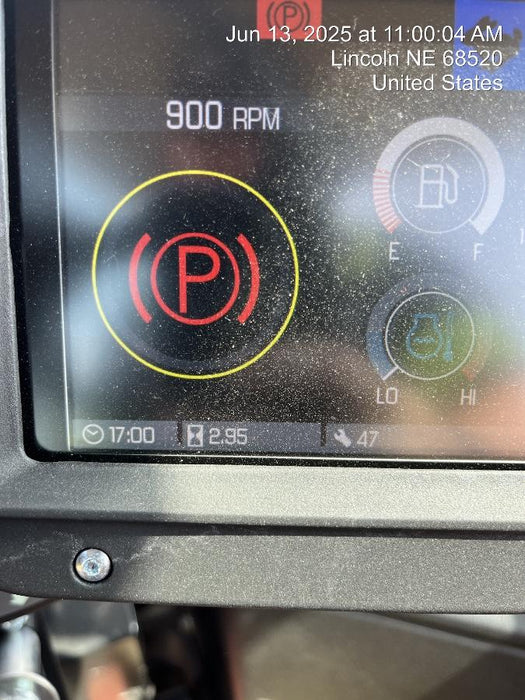 P
Jun 13, 2025 at 11:00:04 AM
Lincoln NE 68520
United States
900 RPM
P
E F
LO HI
17:00 2.95 47